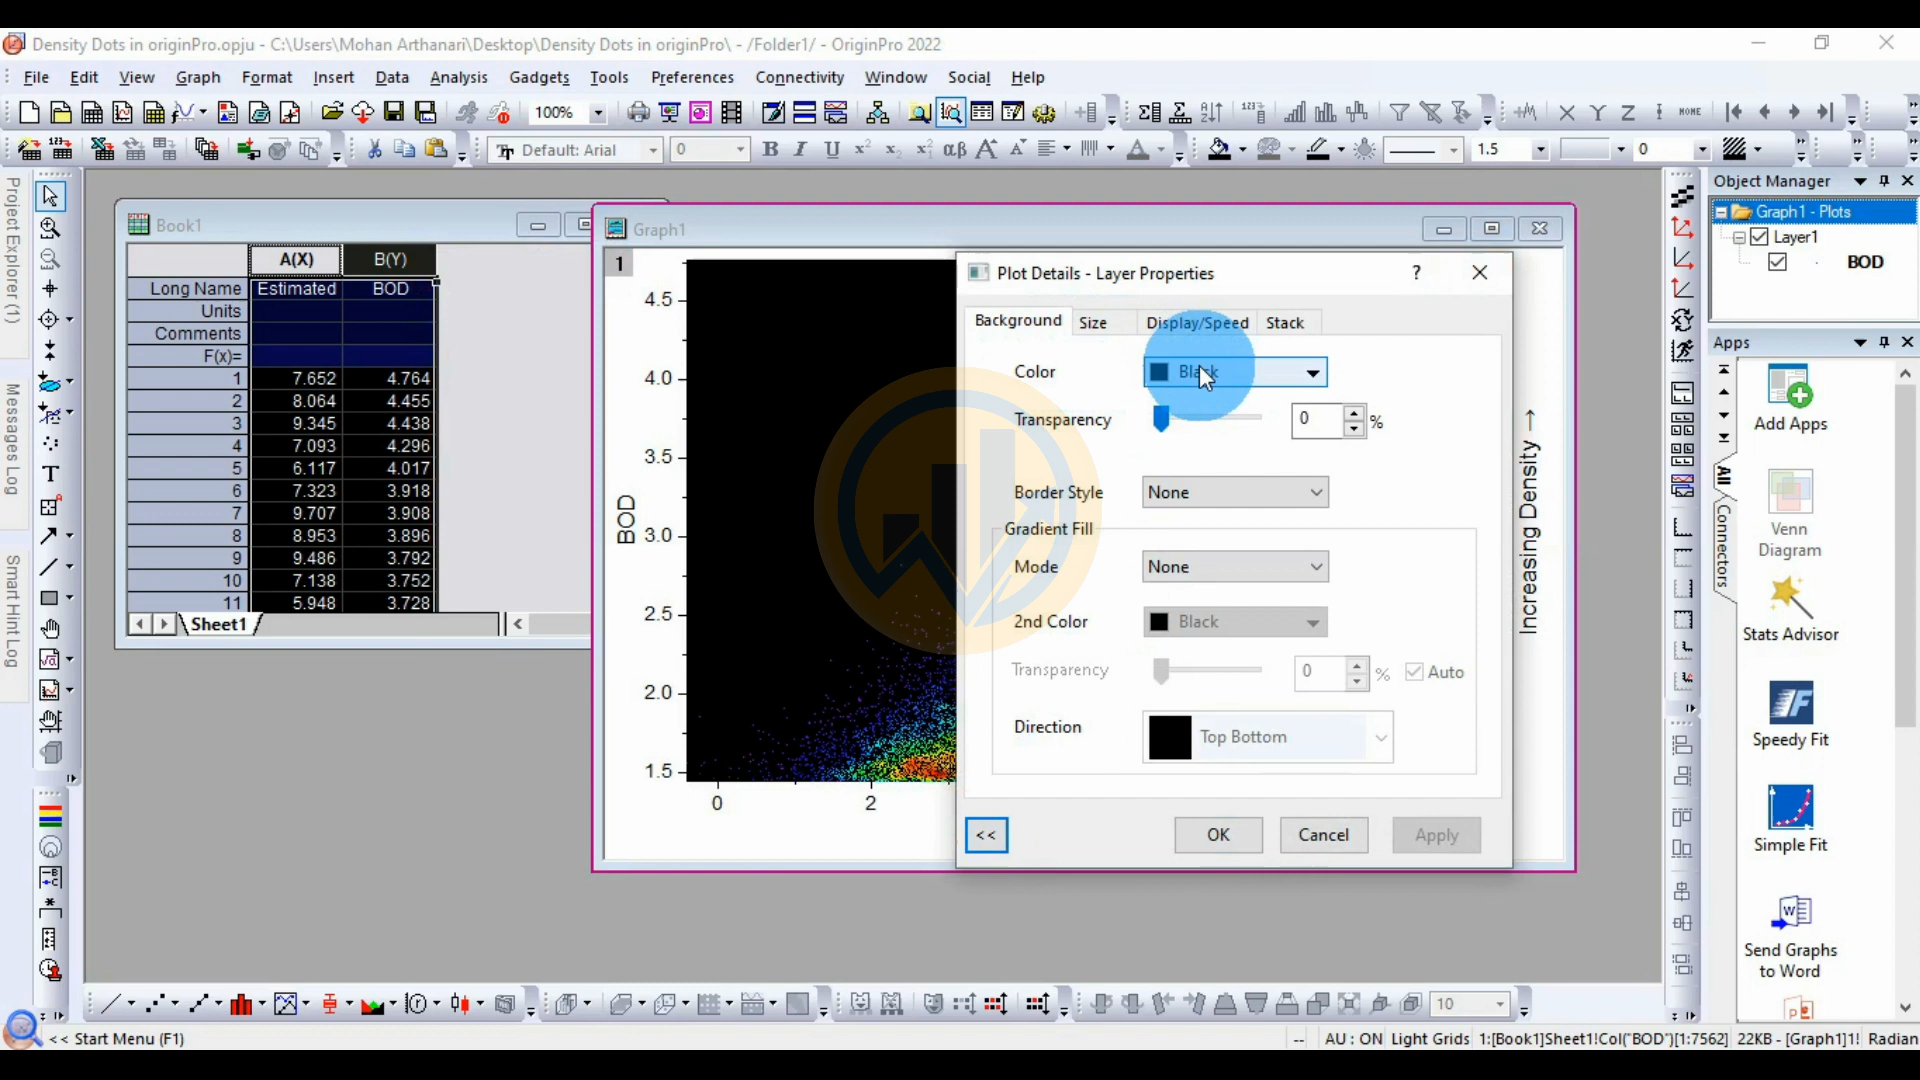 Density Dots in originPro.opju - C:\Users\Mohan Arthanari\Desktop\Density Dots in originPro\ - /Folder1/ - OriginPro 2022
File Edit View Graph Format Insert Data Analysis Gadgets Tools Preferences Connectivity Window Social Help
100%
HOME
Default: Arial
0
B I U
αβ
1.5
0
Project Explorer (1)
Messages Log
Smart Hint Log
Book1
A(X) B(Y)
Long Name Estimated BOD
Units
Comments
F(x)=
1 7.652 4.764
2 8.064 4.455
3 9.345 4.438
4 7.093 4.296
5 6.117 4.017
6 7.323 3.918
7 9.707 3.908
8 8.953 3.896
9 9.486 3.792
10 7.138 3.752
11 5.948 3.728
Sheet1
Graph1
1
4.5
4.0
3.5
3.0
2.5
2.0
1.5
0 2
BOD
Increasing Density →
Plot Details - Layer Properties
Background Size Display/Speed Stack
Color Black
Transparency 0 %
Border Style None
Gradient Fill
Mode None
2nd Color Black
Transparency 0 % Auto
Direction Top Bottom
<< OK Cancel Apply
Object Manager
Graph1 - Plots
Layer1
BOD
Apps
All
Connectors
Add Apps
Venn
Diagram
Stats Advisor
Speedy Fit
Simple Fit
Send Graphs
to Word
10
<< Start Menu (F1)
-- AU : ON Light Grids 1:[Book1]Sheet1!Col("BOD")[1:7562] 22KB - [Graph1]1! Radian